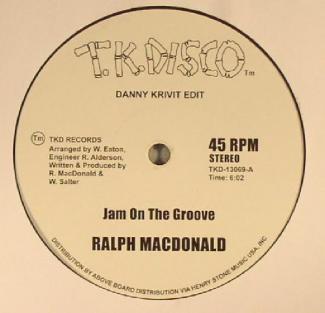 T.K.DISCO TM
DANNY KRIVIT EDIT
Tm TKD RECORDS
Arranged by W. Eaton,
Engineer R. Alderson,
Written & Produced by
R. MacDonald &
W. Salter
45 RPM
STEREO
TKD-13069-A
Time: 6:02
Jam On The Groove
RALPH MACDONALD
DISTRIBUTION BY ABOVE BOARD DISTRIBUTION VIA HENRY STONE MUSIC USA, INC